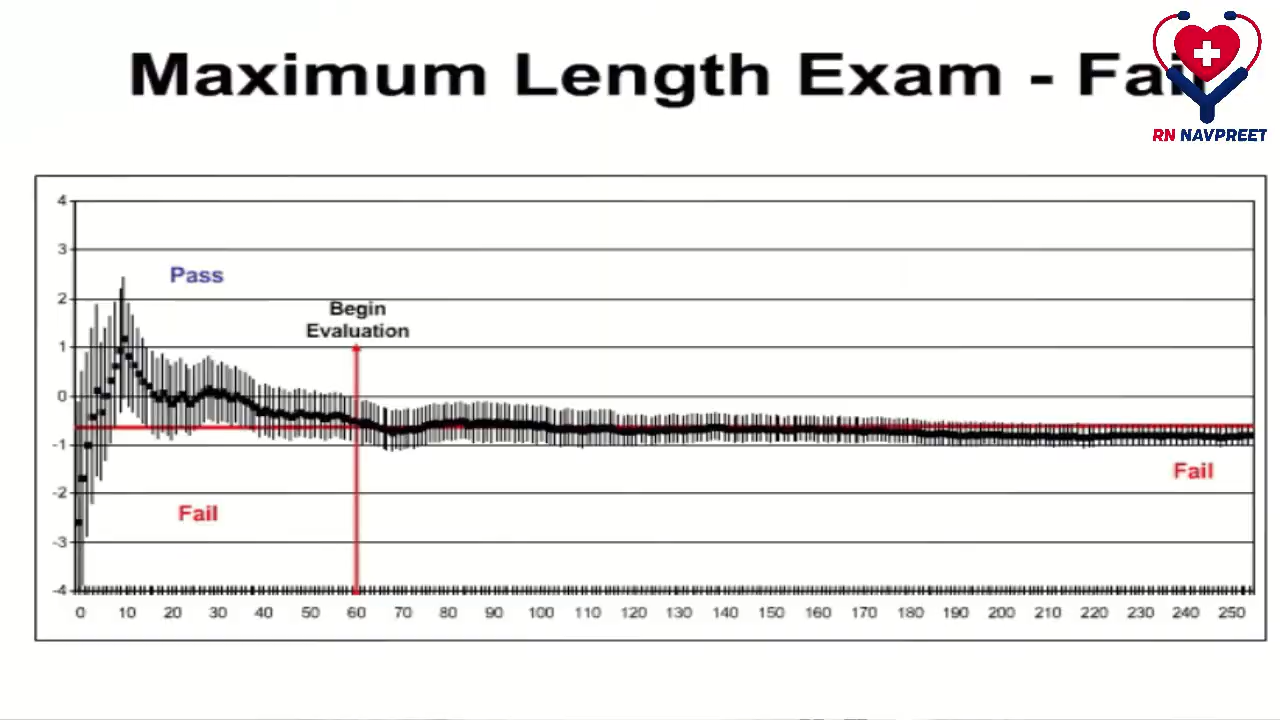 Maximum Length Exam - Fail
RN NAVPREET
4
3
Pass
2
Begin
Evaluation
1
0
-1
Fail
-2
Fail
-3
-4
0 10 20 30 40 50 60 70 80 90 100 110 120 130 140 150 160 170 180 190 200 210 220 230 240 250